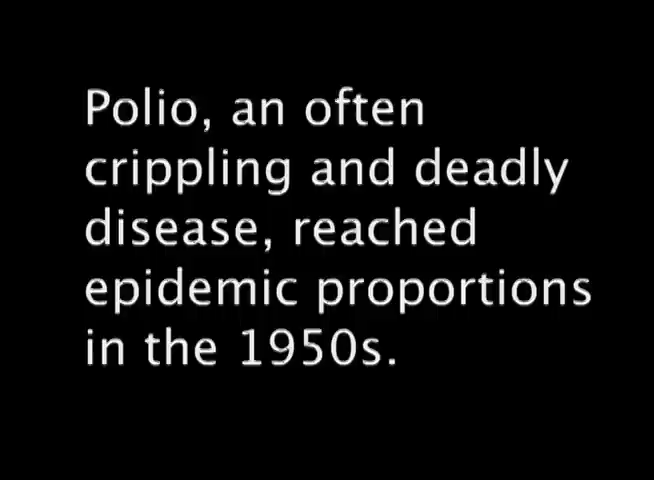 Polio, an often
crippling and deadly
disease, reached
epidemic proportions
in the 1950s.